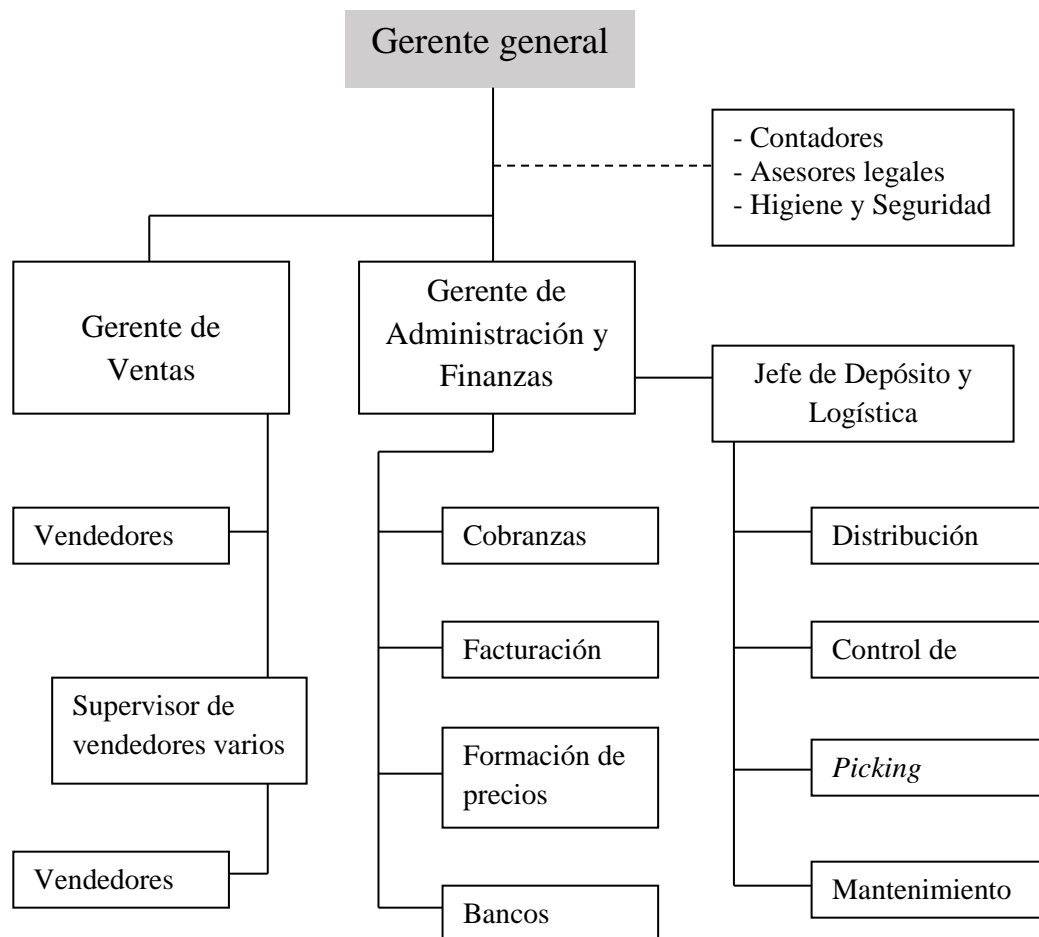 Gerente general
- Contadores
- Asesores legales
- Higiene y Seguridad
Gerente de
Ventas
Gerente de
Administración y
Finanzas
Jefe de Depósito y
Logística
Vendedores
Supervisor de
vendedores varios
Vendedores
Cobranzas
Facturación
Formación de
precios
Bancos
Distribución
Control de
Picking
Mantenimiento